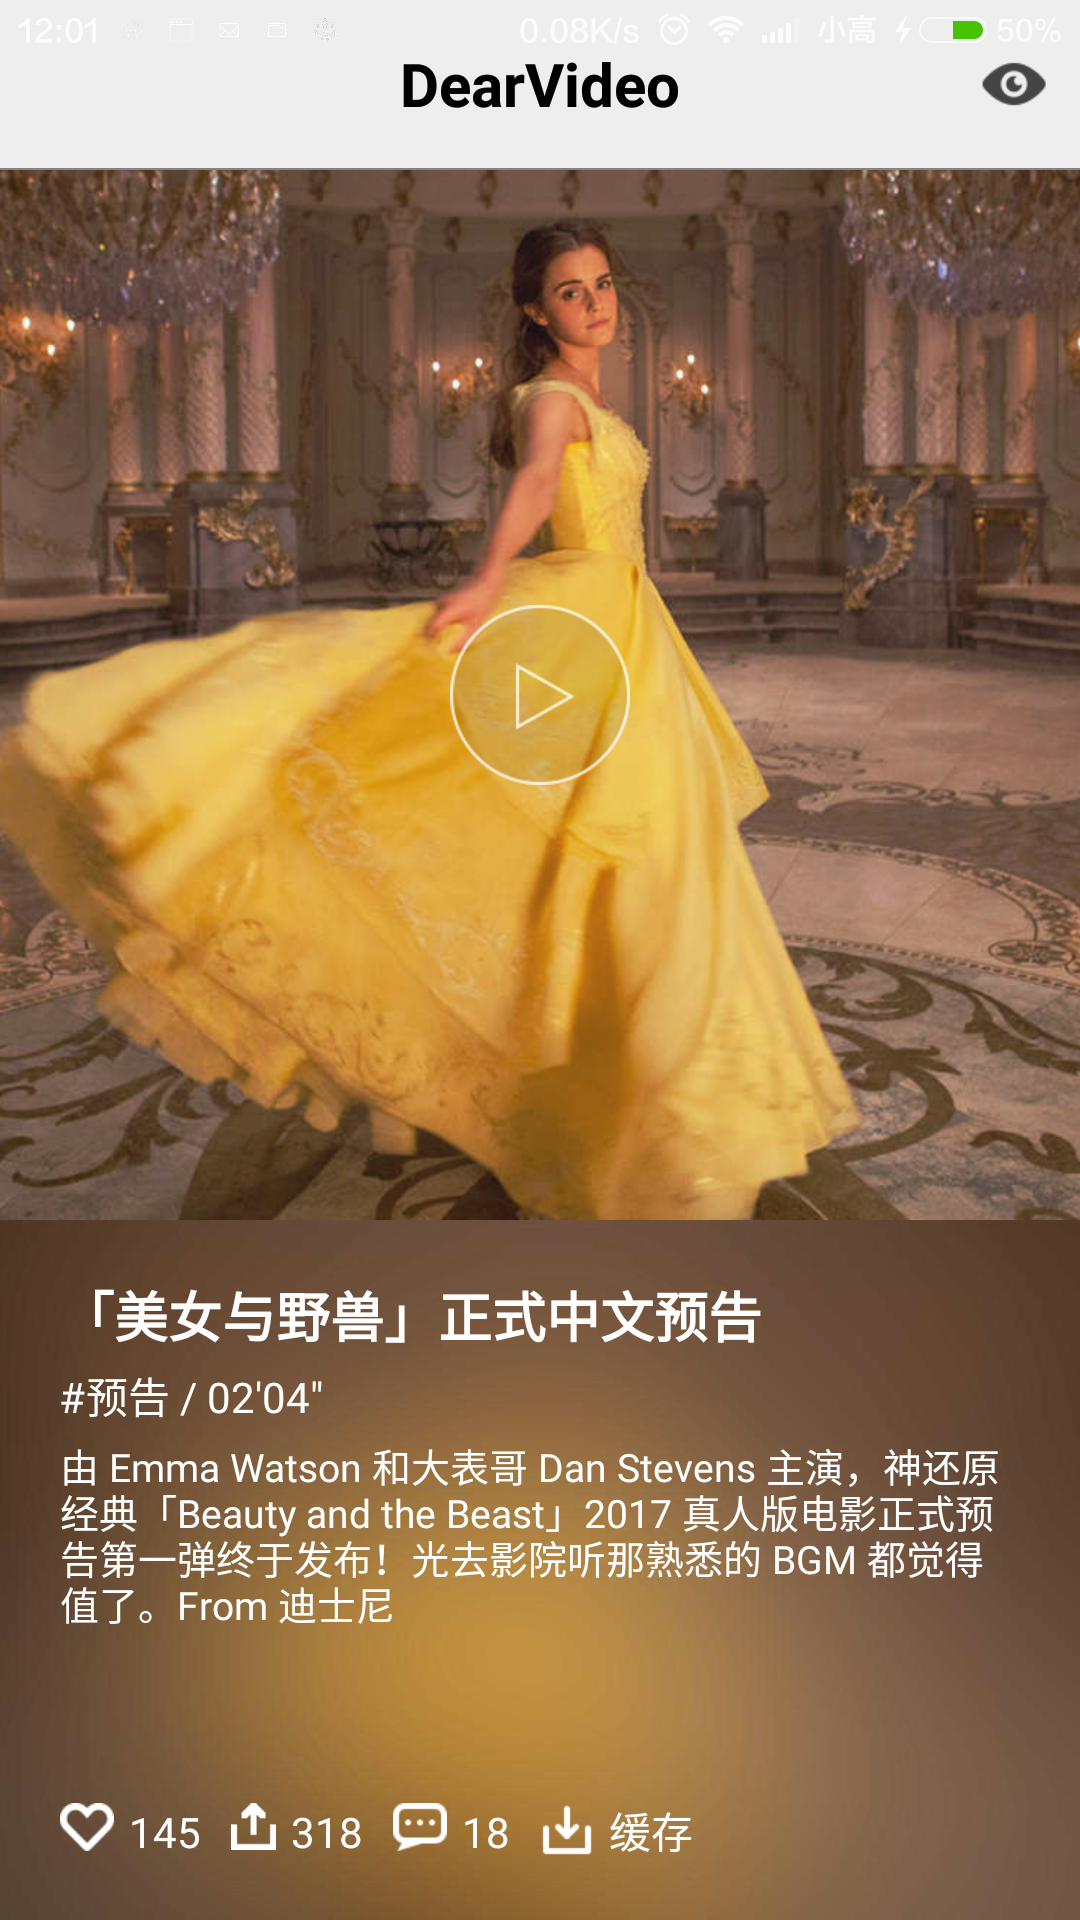 12:01 0.08K/s 小高 50%
DearVideo
「美女与野兽」正式中文预告
#预告 / 02'04"
由 Emma Watson 和大表哥 Dan Stevens 主演，神还原
经典「Beauty and the Beast」2017 真人版电影正式预
告第一弹终于发布！光去影院听那熟悉的 BGM 都觉得
值了。From 迪士尼
145 318 18 缓存